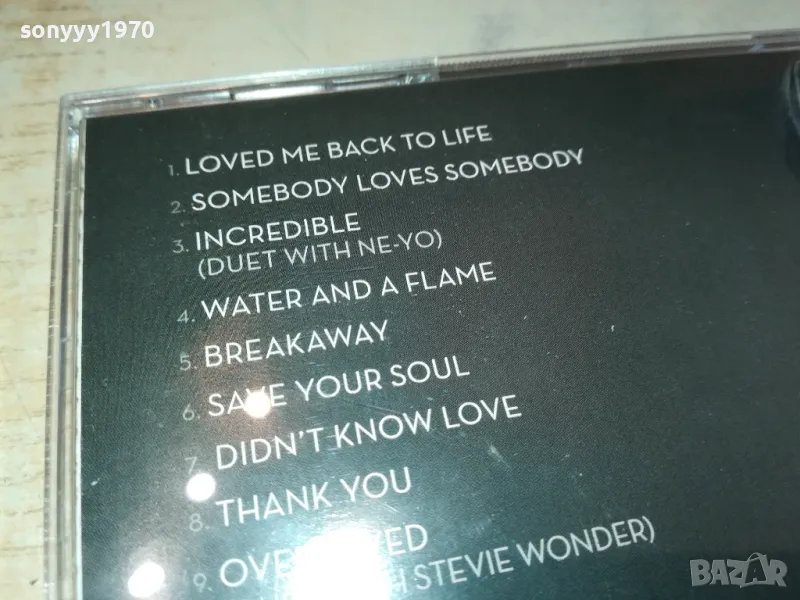 sonyyy1970
1. LOVED ME BACK TO LIFE
2. SOMEBODY LOVES SOMEBODY
3. INCREDIBLE
(DUET WITH NE-YO)
4. WATER AND A FLAME
5. BREAKAWAY
6. SAVE YOUR SOUL
7. DIDN'T KNOW LOVE
8. THANK YOU
9.
STEVIE WONDER)
BAZAR